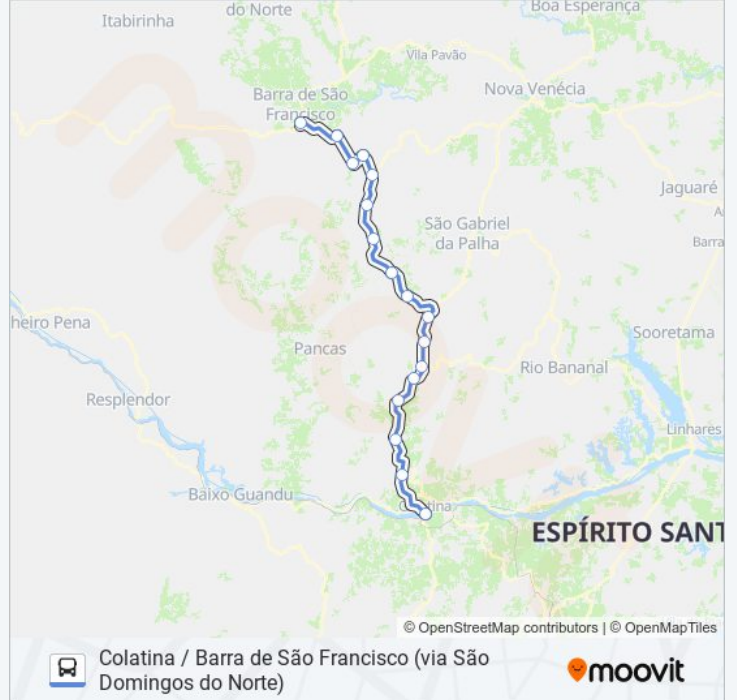 Itabirinha
do Norte
Boa Esperança
Vila Pavão
Nova Venécia
Barra de São
Francisco
Jaguaré
São Gabriel
da Palha
Barra
heiro Pena
Pancas
Sooretama
Rio Bananal
Resplendor
Linhares
Baixo Guandu
ESPÍRITO SANT
© OpenStreetMap contributors | © OpenMapTiles
Colatina / Barra de São Francisco (via São
Domingos do Norte)
moovit